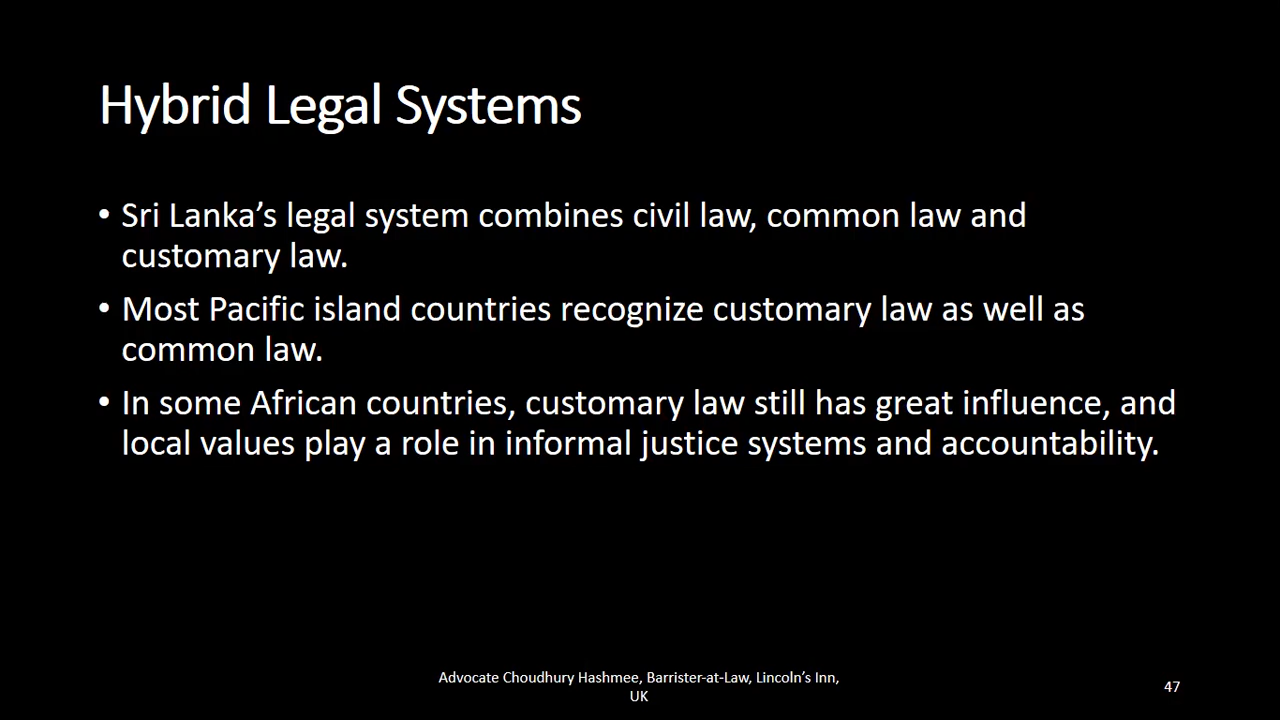 Hybrid Legal Systems
• Sri Lanka’s legal system combines civil law, common law and
customary law.
• Most Pacific island countries recognize customary law as well as
common law.
• In some African countries, customary law still has great influence, and
local values play a role in informal justice systems and accountability.
Advocate Choudhury Hashmee, Barrister-at-Law, Lincoln’s Inn,
UK
47